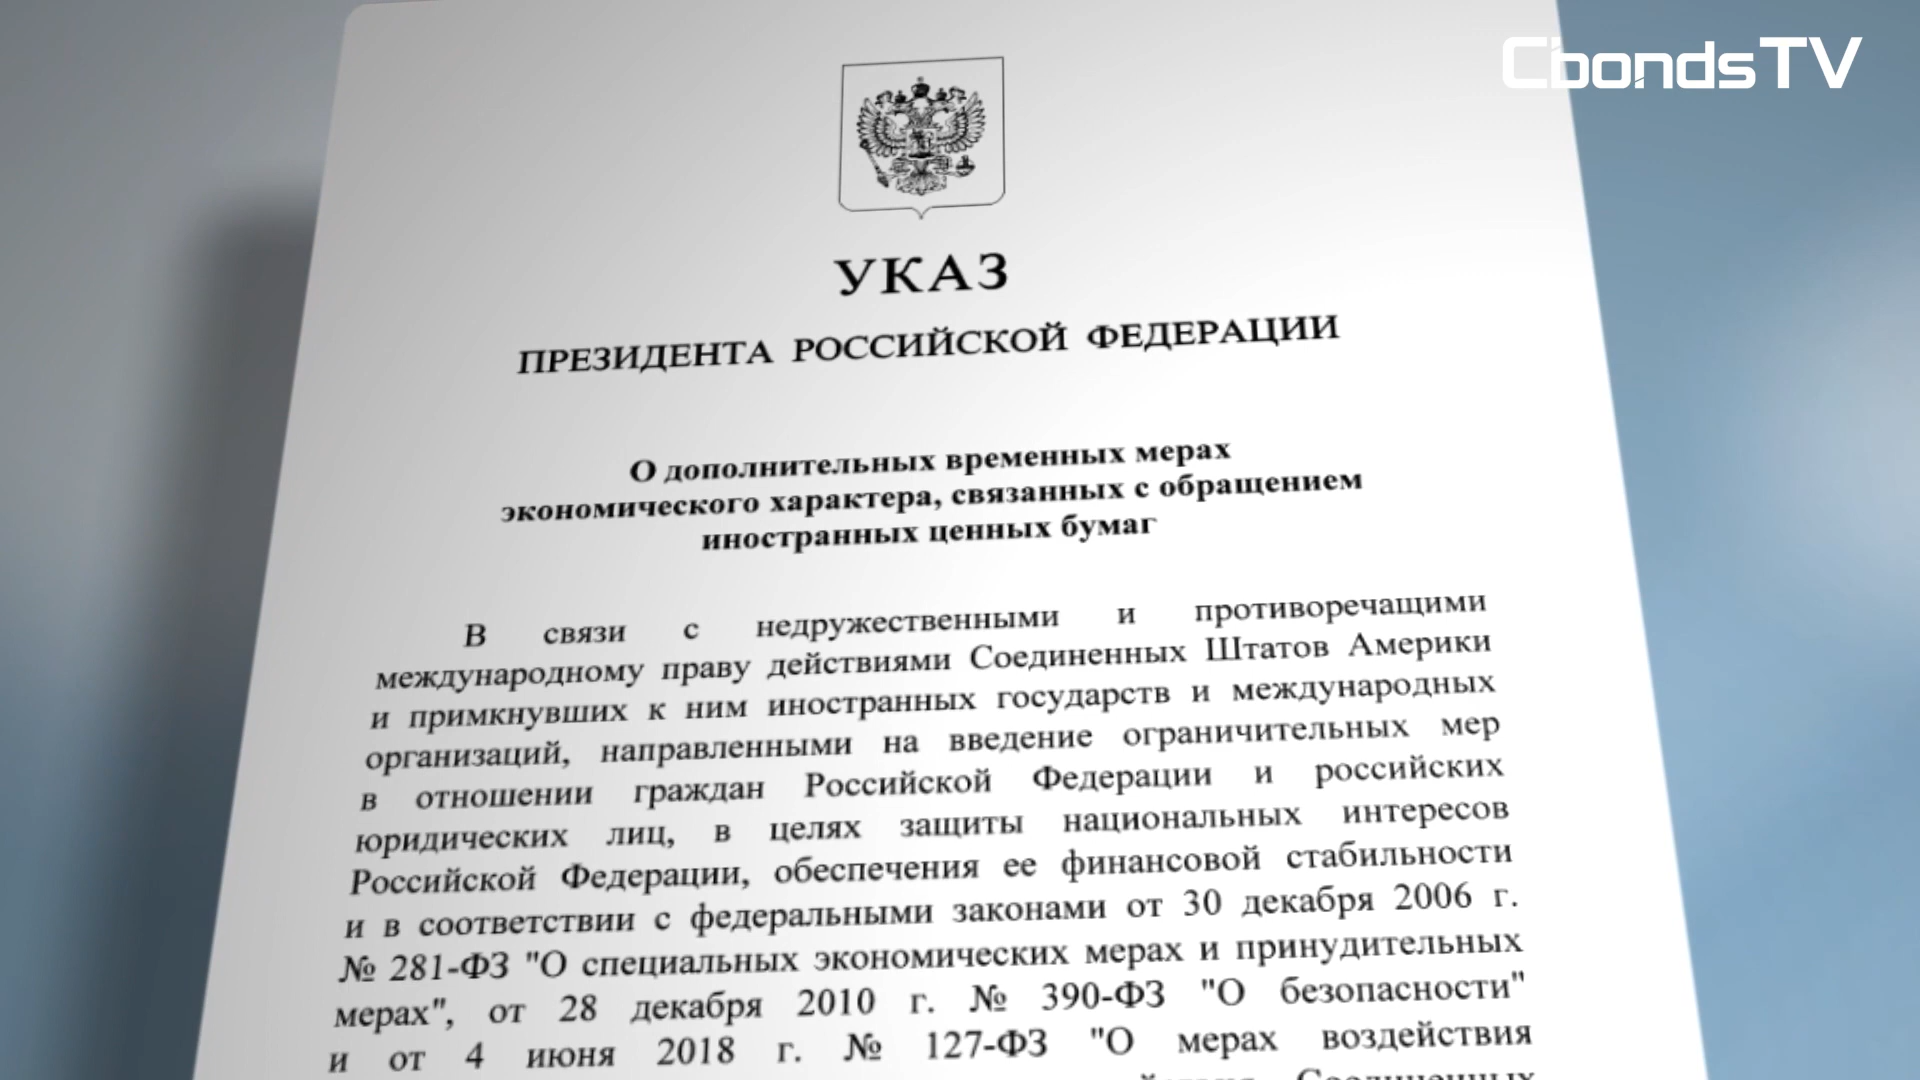 CbondsTV
УКАЗ
ПРЕЗИДЕНТА РОССИЙСКОЙ ФЕДЕРАЦИИ
О дополнительных временных мерах
экономического характера, связанных с обращением
иностранных ценных бумаг
В связи с недружественными и противоречащими
международному праву действиями Соединенных Штатов Америки
и примкнувших к ним иностранных государств и международных
организаций, направленными на введение ограничительных мер
в отношении граждан Российской Федерации и российских
юридических лиц, в целях защиты национальных интересов
Российской Федерации, обеспечения ее финансовой стабильности
и в соответствии с федеральными законами от 30 декабря 2006 г.
№ 281-ФЗ "О специальных экономических мерах и принудительных
мерах", от 28 декабря 2010 г. № 390-ФЗ "О безопасности"
и от 4 июня 2018 г. № 127-ФЗ "О мерах воздействия